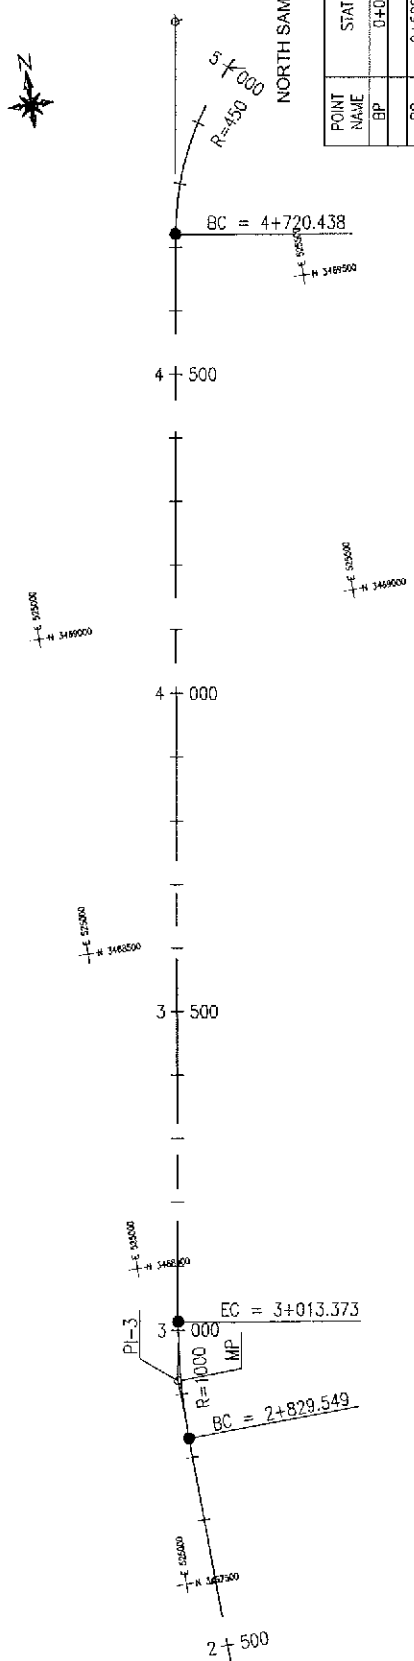 Z
5+000
R=450
NORTH SAM
POINT NAME
STAT
BP
0+0
BC = 4+720.438
N 3469500
4+500
E 525000
N 3469000
E 525000
N 3469000
4+000
E 525000
N 3468500
3+500
E 525000
EC = 3+013.373
3+000
PI-3
MP
R=1000
BC = 2+829.549
E 525000
N 3467500
2+500